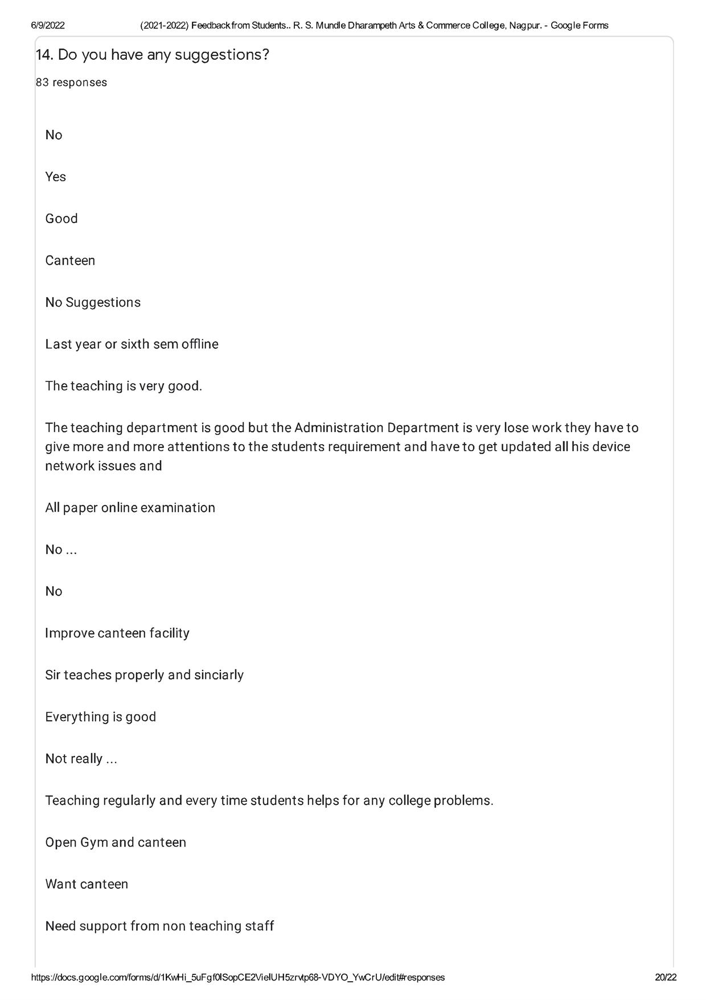 6/9/2022 (2021-2022) Feedback from Students.. R. S. Mundle Dharampeth Arts & Commerce College, Nagpur. - Google Forms
14. Do you have any suggestions?
83 responses
No
Yes
Good
Canteen
No Suggestions
Last year or sixth sem offline
The teaching is very good.
The teaching department is good but the Administration Department is very lose work they have to
give more and more attentions to the students requirement and have to get updated all his device
network issues and
All paper online examination
No ...
No
Improve canteen facility
Sir teaches properly and sinciarly
Everything is good
Not really ...
Teaching regularly and every time students helps for any college problems.
Open Gym and canteen
Want canteen
Need support from non teaching staff
https://docs.google.com/forms/d/1KwHi_5uFgf0lSopCE2VielUH5zrvtp68-VDYO_YwCrU/edit#responses 20/22